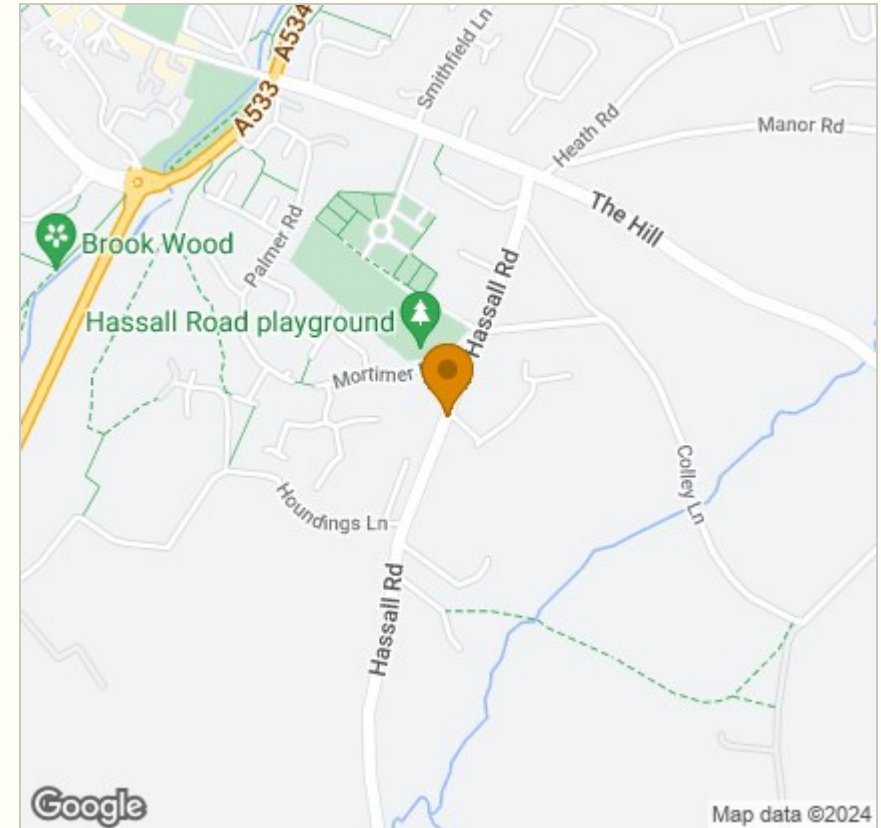 A534
Smithfield Ln
A533
Heath Rd
Manor Rd
The Hill
Palmer Rd
Brook Wood
Hassall Rd
Hassall Road playground
Mortimer
Colley Ln
Houndings Ln
Hassall Rd
Google
Map data ©2024